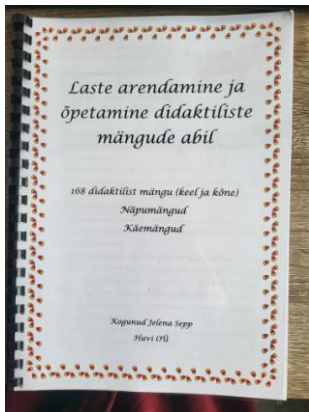 Laste arendamine ja
õpetamine didaktiliste
mängude abil
168 didaktilist mängu (keel ja kõne)
Näpumängud
Käemängud
Kogunud Jelena Sepp
Huvi OÜ